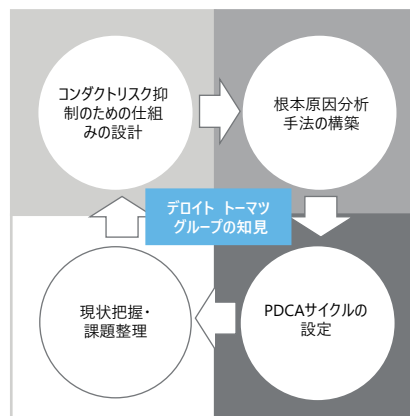 コンダクトリスク抑
制のための仕組
みの設計
根本原因分析
手法の構築
デロイト トーマツ
グループの知見
現状把握・
課題整理
PDCAサイクルの
設定